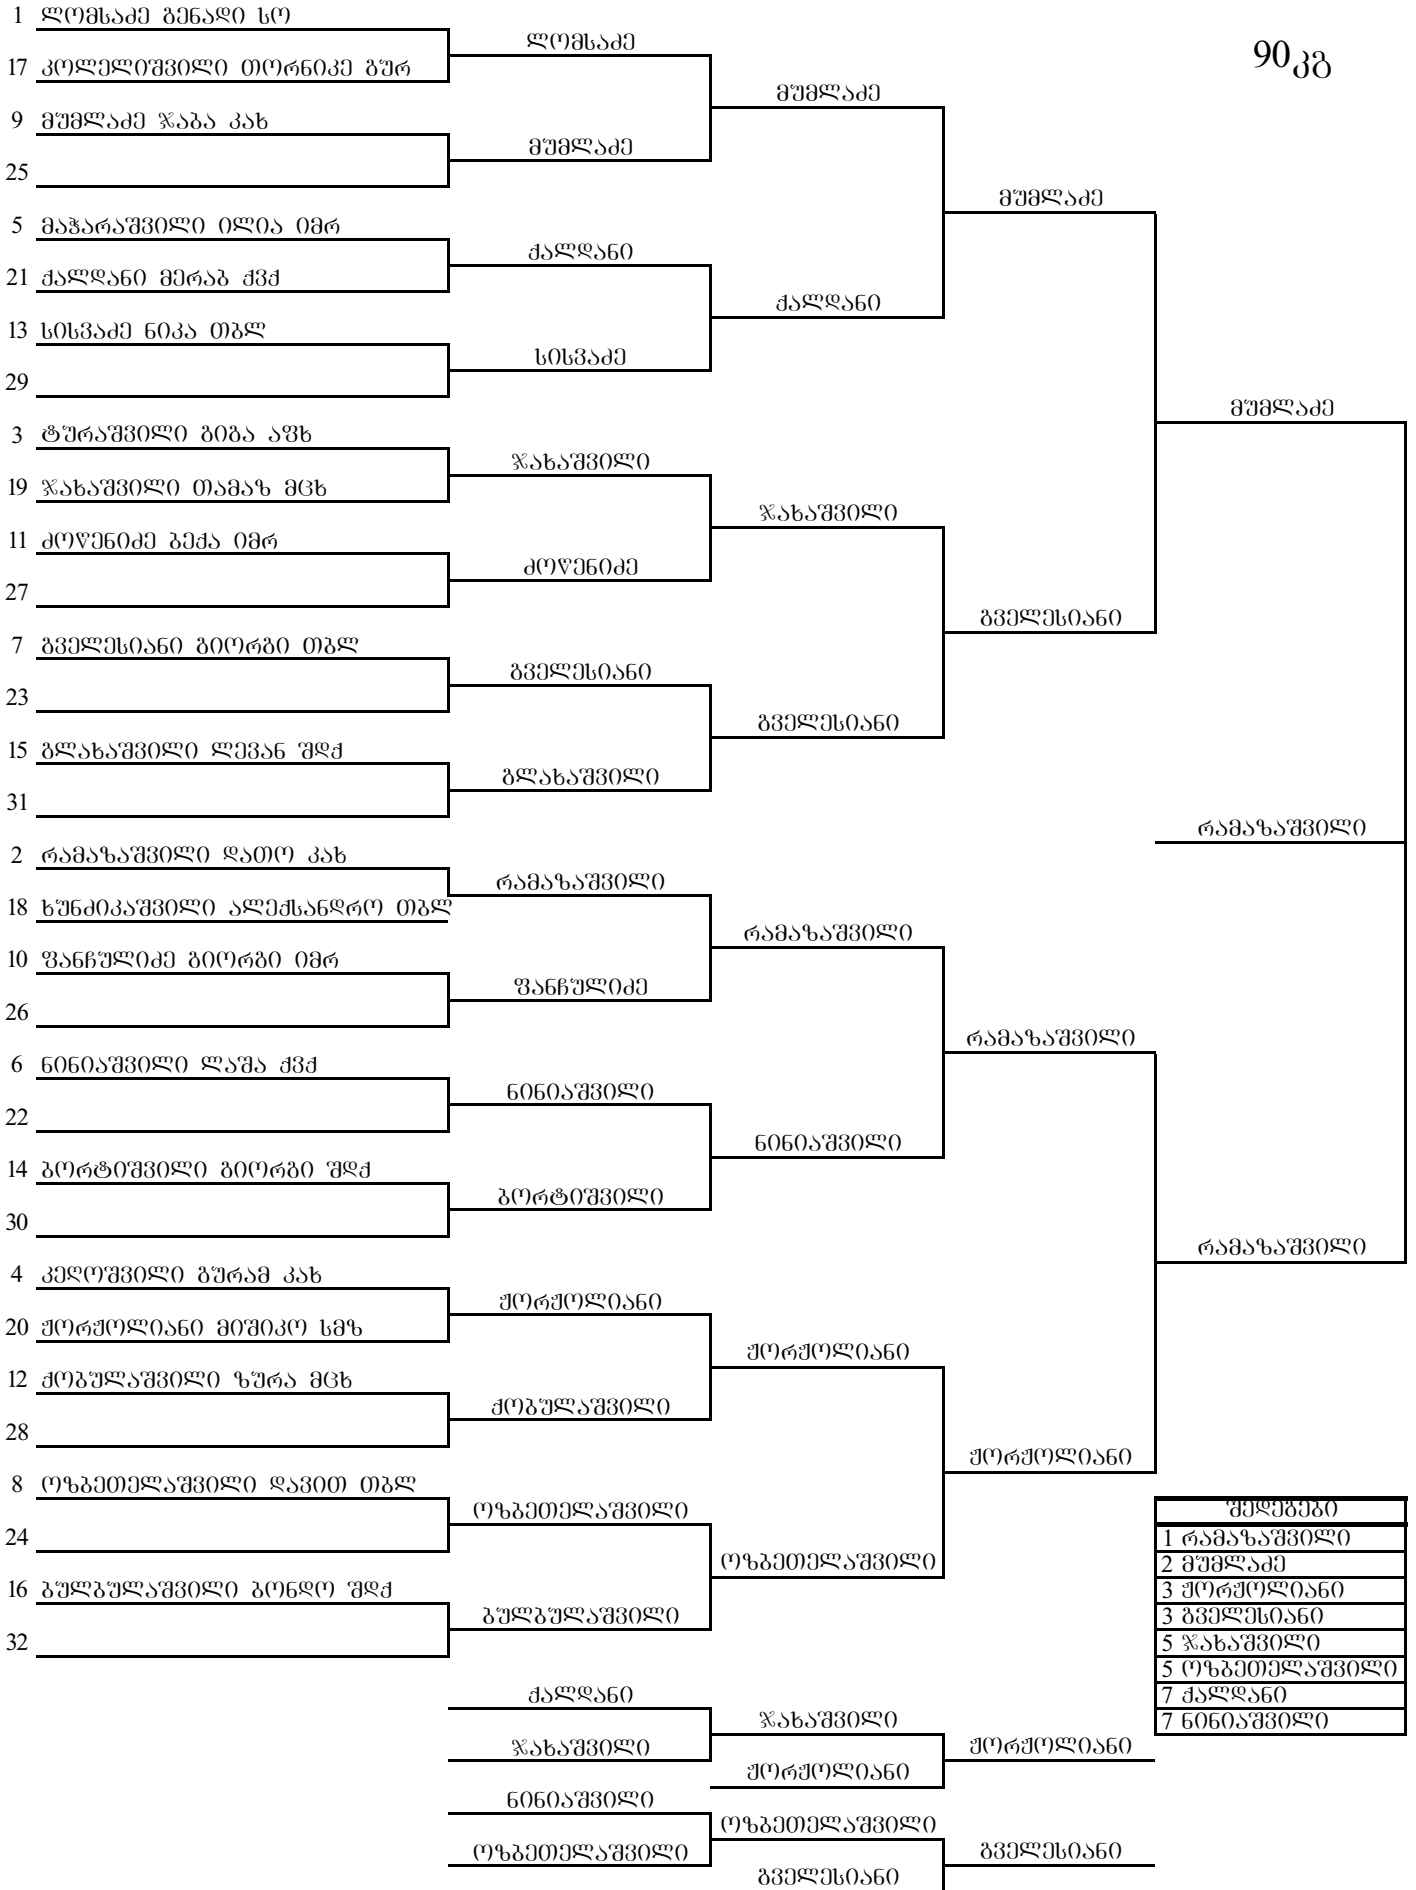 90კგ
1 ლომსაძე გენადი სო
17 კოლელიშვილი თორნიკე გურ
9 მუმლაძე ჯაბა კახ
25
5 მაჭარაშვილი ილია იმრ
21 ქალდანი მერაბ ქვქ
13 სისვაძე ნიკა თბლ
29
3 ტურაშვილი გიგა აფხ
19 ჯახაშვილი თამაზ მცხ
11 ძოწენიძე ბექა იმრ
27
7 გველესიანი გიორგი თბლ
23
15 გლახაშვილი ლევან შდქ
31
2 რამაზაშვილი დათო კახ
18 ხუნძიკაშვილი ალექსანდრო თბლ
10 ფანჩულიძე გიორგი იმრ
26
6 ნინიაშვილი ლაშა ქვქ
22
14 ბორტიშვილი გიორგი შდქ
30
4 კეღოშვილი გურამ კახ
20 ჟორჟოლიანი მიშიკო სმზ
12 ქობულაშვილი ზურა მცხ
28
8 ოზბეთელაშვილი დავით თბლ
24
16 ბულბულაშვილი ბონდო შდქ
32
ლომსაძე
მუმლაძე
ქალდანი
სისვაძე
ჯახაშვილი
ძოწენიძე
გველესიანი
გლახაშვილი
რამაზაშვილი
ფანჩულიძე
ნინიაშვილი
ბორტიშვილი
ჟორჟოლიანი
ქობულაშვილი
ოზბეთელაშვილი
ბულბულაშვილი
მუმლაძე
ქალდანი
ჯახაშვილი
გველესიანი
რამაზაშვილი
ნინიაშვილი
ჟორჟოლიანი
ოზბეთელაშვილი
მუმლაძე
გველესიანი
რამაზაშვილი
ჟორჟოლიანი
მუმლაძე
რამაზაშვილი
რამაზაშვილი
ქალდანი
ჯახაშვილი
ნინიაშვილი
ოზბეთელაშვილი
ჯახაშვილი
ჟორჟოლიანი
ოზბეთელაშვილი
გველესიანი
ჟორჟოლიანი
გველესიანი
შედეგები
1 რამაზაშვილი
2 მუმლაძე
3 ჟორჟოლიანი
3 გველესიანი
5 ჯახაშვილი
5 ოზბეთელაშვილი
7 ქალდანი
7 ნინიაშვილი